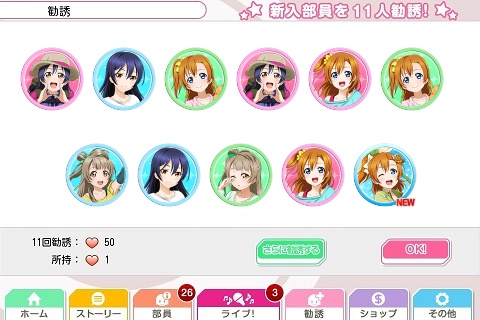 勧誘
新入部員を11人勧誘!
NEW
11回勧誘: 50
所持: 1
さらに勧誘する
OK!
26
3
ホーム
ストーリー
部員
ライブ!
勧誘
ショップ
その他